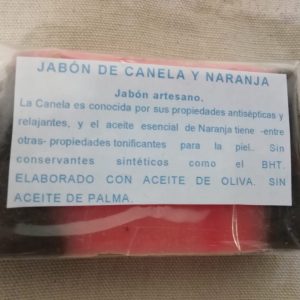 JABÓN DE CANELA Y NARANJA
Jabón artesano.
La Canela es conocida por sus propiedades antisépticas y
relajantes, y el aceite esencial de Naranja tiene -entre
otras- propiedades tonificantes para la piel.. Sin
conservantes sintéticos como el BHT.
ELABORADO CON ACEITE DE OLIVA. SIN
ACEITE DE PALMA.